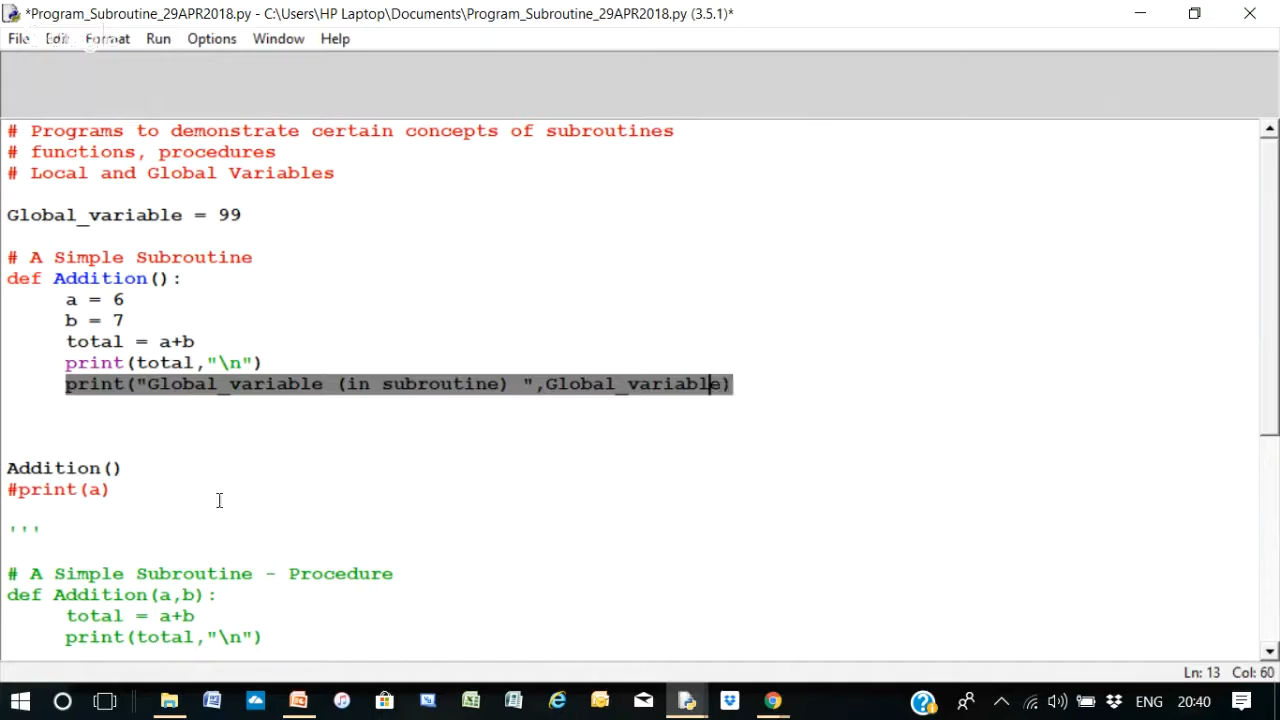 *Program_Subroutine_29APR2018.py - C:\Users\HP Laptop\Documents\Program_Subroutine_29APR2018.py (3.5.1)*
File Edit Format Run Options Window Help
# Programs to demonstrate certain concepts of subroutines
# functions, procedures
# Local and Global Variables
Global_variable = 99
# A Simple Subroutine
def Addition():
a = 6
b = 7
total = a+b
print(total,"\n")
print("Global_variable (in subroutine) ",Global_variable)
Addition()
#print(a)
'''
# A Simple Subroutine - Procedure
def Addition(a,b):
total = a+b
print(total,"\n")
Ln: 13 Col: 60
ENG 20:40